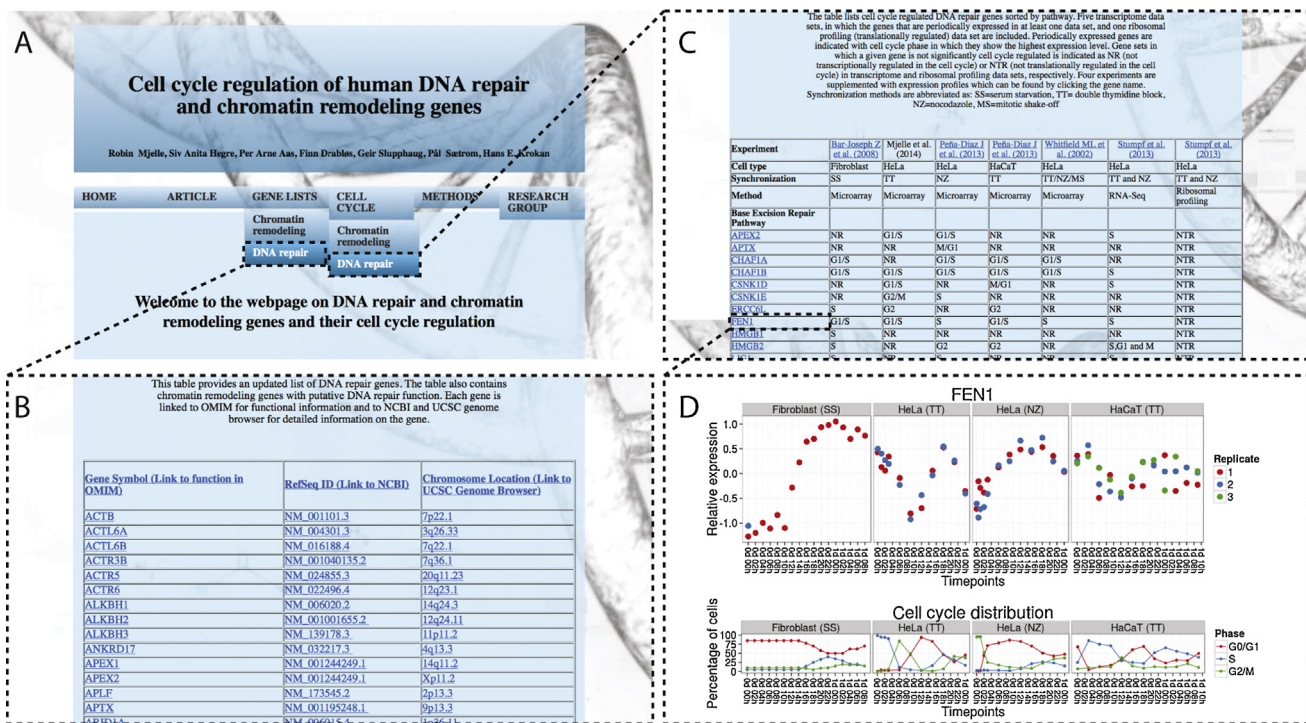 A
Cell cycle regulation of human DNA repair
and chromatin remodeling genes
Robin Mjelle, Siv Anita Hegre, Per Arne Aas, Finn Drabløs, Geir Slupphaug, Pål Sætrom, Hans E. Krokan
HOME ARTICLE GENE LISTS CELL CYCLE METHODS RESEARCH GROUP
Chromatin remodeling
DNA repair
Chromatin remodeling
DNA repair
Welcome to the webpage on DNA repair and chromatin
remodeling genes and their cell cycle regulation
B
This table provides an updated list of DNA repair genes. The table also contains
chromatin remodeling genes with putative DNA repair function. Each gene is
linked to OMIM for functional information and to NCBI and UCSC genome
browser for detailed information on the gene.
Gene Symbol (Link to function in OMIM) RefSeq ID (Link to NCBI) Chromosome Location (Link to UCSC Genome Browser)
ACTB NM_001101.3 7p22.1
ACTL6A NM_004301.3 3q26.33
ACTL6B NM_016188.4 7q22.1
ACTR3B NM_001040135.2 7q36.1
ACTR5 NM_024855.3 20q11.23
ACTR6 NM_022496.4 12q23.1
ALKBH1 NM_006020.2 14q24.3
ALKBH2 NM_001001655.2 12q24.11
ALKBH3 NM_139178.3 11p11.2
ANKRD17 NM_032217.3 4q13.3
APEX1 NM_001244249.1 14q11.2
APEX2 NM_001244249.1 Xp11.2
APLF NM_173545.2 2p13.3
APTX NM_001195248.1 9p13.3
C
The table lists cell cycle regulated DNA repair genes sorted by pathway. Five transcriptome data
sets, in which the genes that are periodically expressed in at least one data set, and one ribosomal
profiling (translationally regulated) data set are included. Periodically expressed genes are
indicated with cell cycle phase in which they show the highest expression level. Gene sets in
which a given gene is not significantly cell cycle regulated is indicated as NR (not
transcriptionally regulated in the cell cycle) or NTR (not translationally regulated in the cell
cycle) in transcriptome and ribosomal profiling data sets, respectively. Four experiments are
supplemented with expression profiles which can be found by clicking the gene name.
Synchronization methods are abbreviated as: SS=serum starvation, TT= double thymidine block,
NZ=nocodazole, MS=mitotic shake-off
Experiment Bar-Joseph Z et al. (2008) Mjelle et al. (2014) Peña-Diaz J et al. (2013) Peña-Diaz J et al. (2013) Whitfield ML et al. (2002) Stumpf et al. (2013) Stumpf et al. (2013)
Cell type Fibroblast HeLa HeLa HaCaT HeLa HeLa HeLa
Synchronization SS TT NZ TT TT/NZ/MS TT and NZ TT and NZ
Method Microarray Microarray Microarray Microarray Microarray RNA-Seq Ribosomal profiling
Base Excision Repair Pathway
APEX2 NR G1/S G1/S NR NR S NTR
APTX NR NR M/G1 NR NR NR NTR
CHAF1A G1/S NR G1/S G1/S G1/S NR NTR
CHAF1B G1/S G1/S G1/S G1/S G1/S S NTR
CSNK1D NR G1/S NR M/G1 NR S NTR
CSNK1E NR G2/M S NR NR NR NTR
ERCC6L S G2 NR G2 NR S NTR
FEN1 G1/S G1/S S G1/S S S NTR
HMGB1 S NR NR NR NR NR NTR
HMGB2 S NR G2 G2 NR S,G1 and M NTR
D
FEN1
Fibroblast (SS) HeLa (TT) HeLa (NZ) HaCaT (TT)
Relative expression
1.0
0.5
0.0
-0.5
-1.0
Replicate
1
2
3
Timepoints
Cell cycle distribution
Fibroblast (SS) HeLa (TT) HeLa (NZ) HaCaT (TT)
Percentage of cells
100
75
50
25
0
Phase
G0/G1
S
G2/M
Timepoints